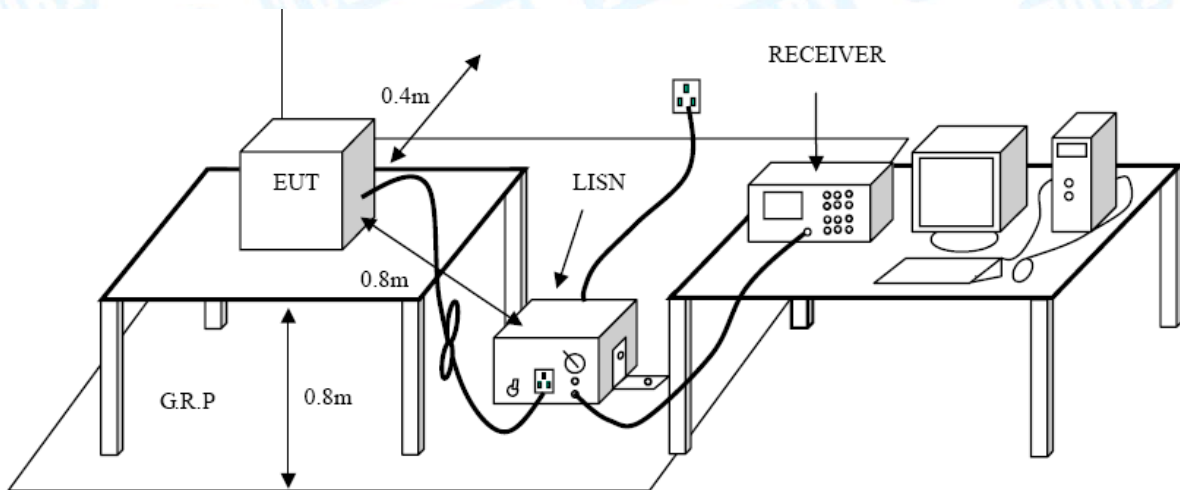 RECEIVER
0.4m
EUT
LISN
0.8m
G.R.P
0.8m